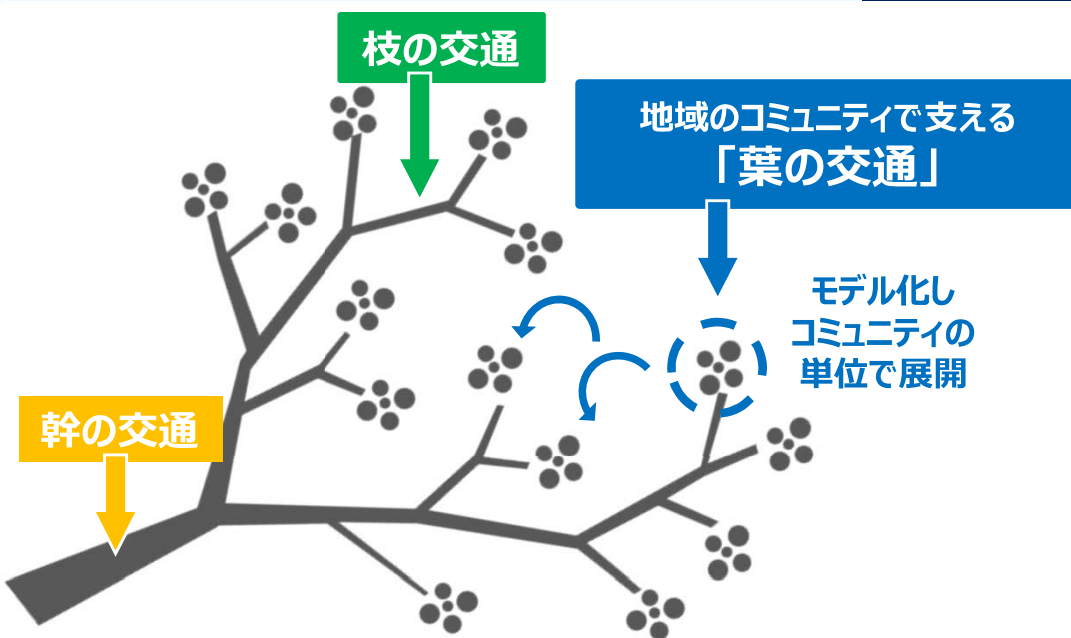 枝の交通
地域のコミュニティで支える
「葉の交通」
モデル化し
コミュニティの
単位で展開
幹の交通